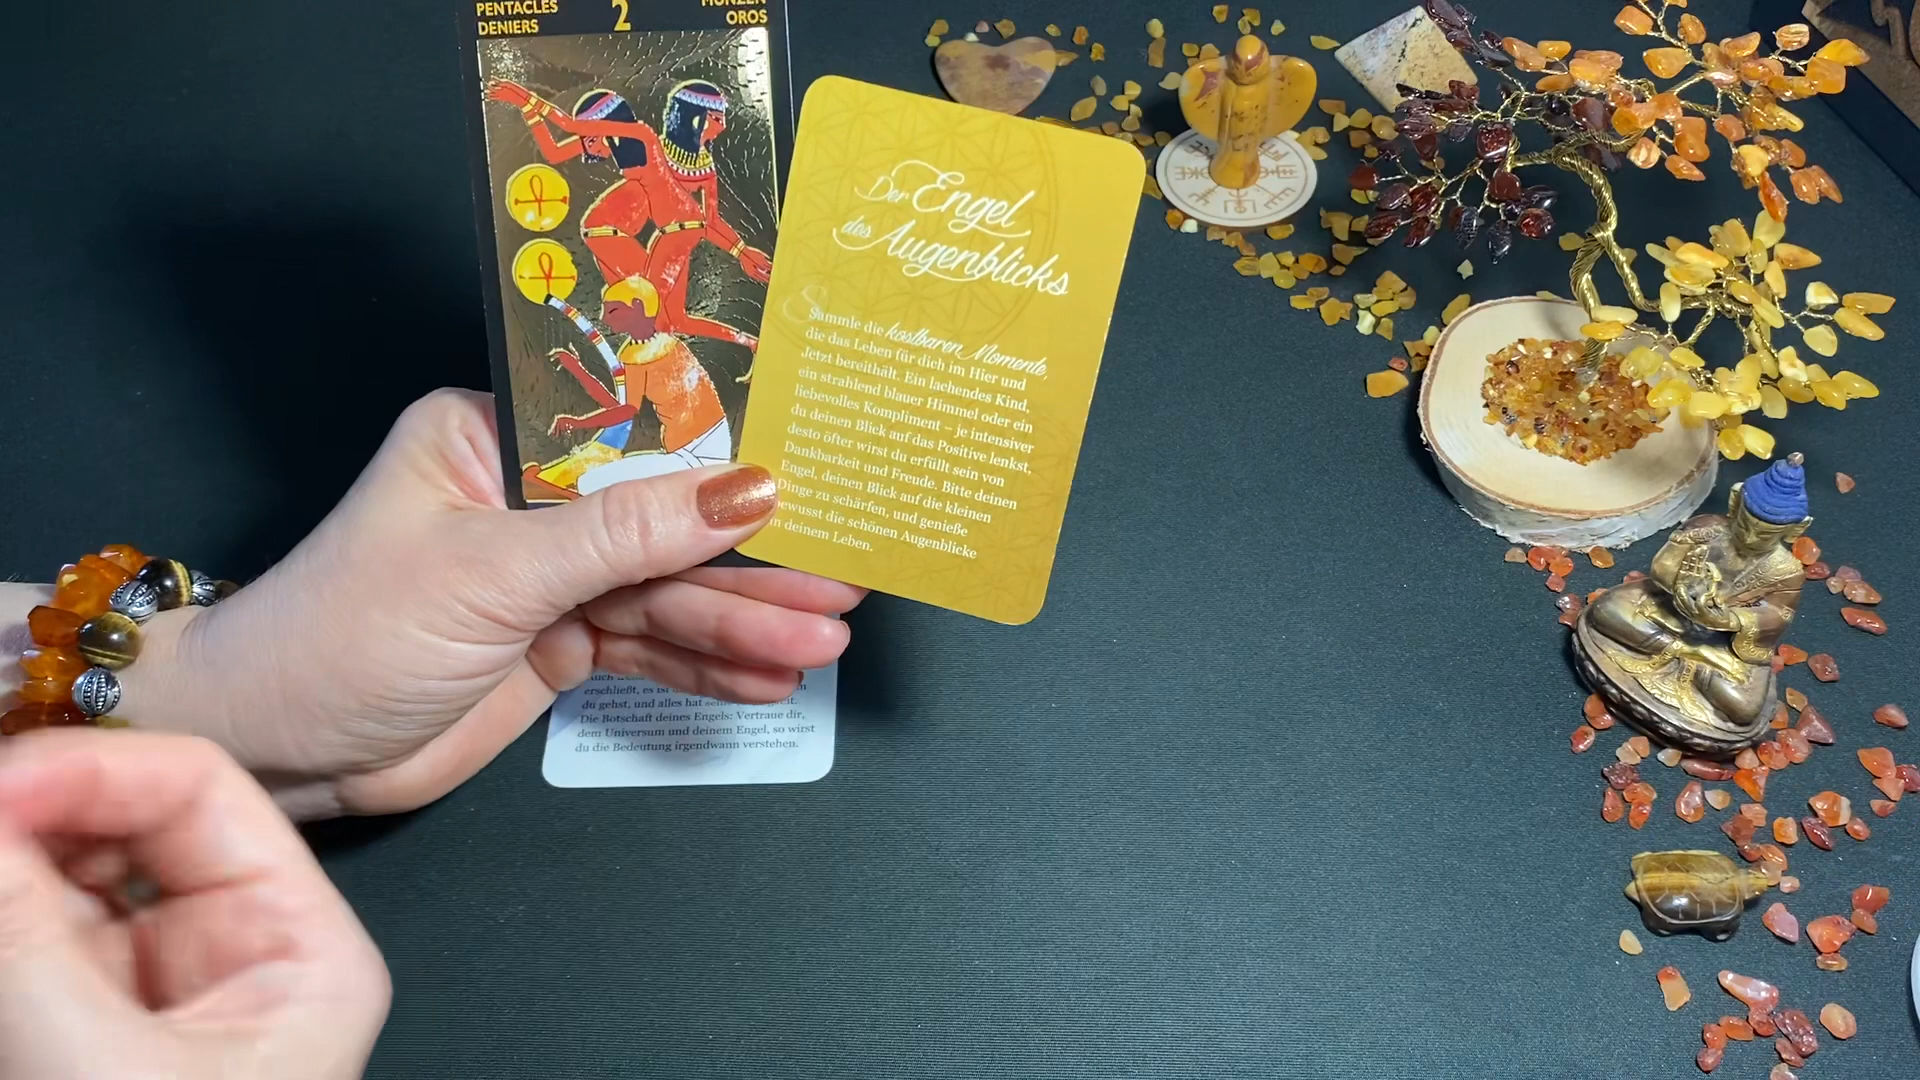 PENTACLES
DENIERS
2
MÜNZEN
OROS
Der Engel
des Augenblicks
Sammle die kostbaren Momente,
die das Leben für dich im Hier und
Jetzt bereithält. Ein lachendes Kind,
ein strahlend blauer Himmel oder ein
liebevolles Kompliment – je intensiver
du deinen Blick auf das Positive lenkst,
desto öfter wirst du erfüllt sein von
Dankbarkeit und Freude. Bitte deinen
Engel, deinen Blick auf die kleinen
Dinge zu schärfen, und genieße
bewusst die schönen Augenblicke
in deinem Leben.
erschließt, es ist
du gehst, und alles hat
Die Botschaft deines Engels: Vertraue dir,
dem Universum und deinem Engel, so wirst
du die Bedeutung irgendwann verstehen.